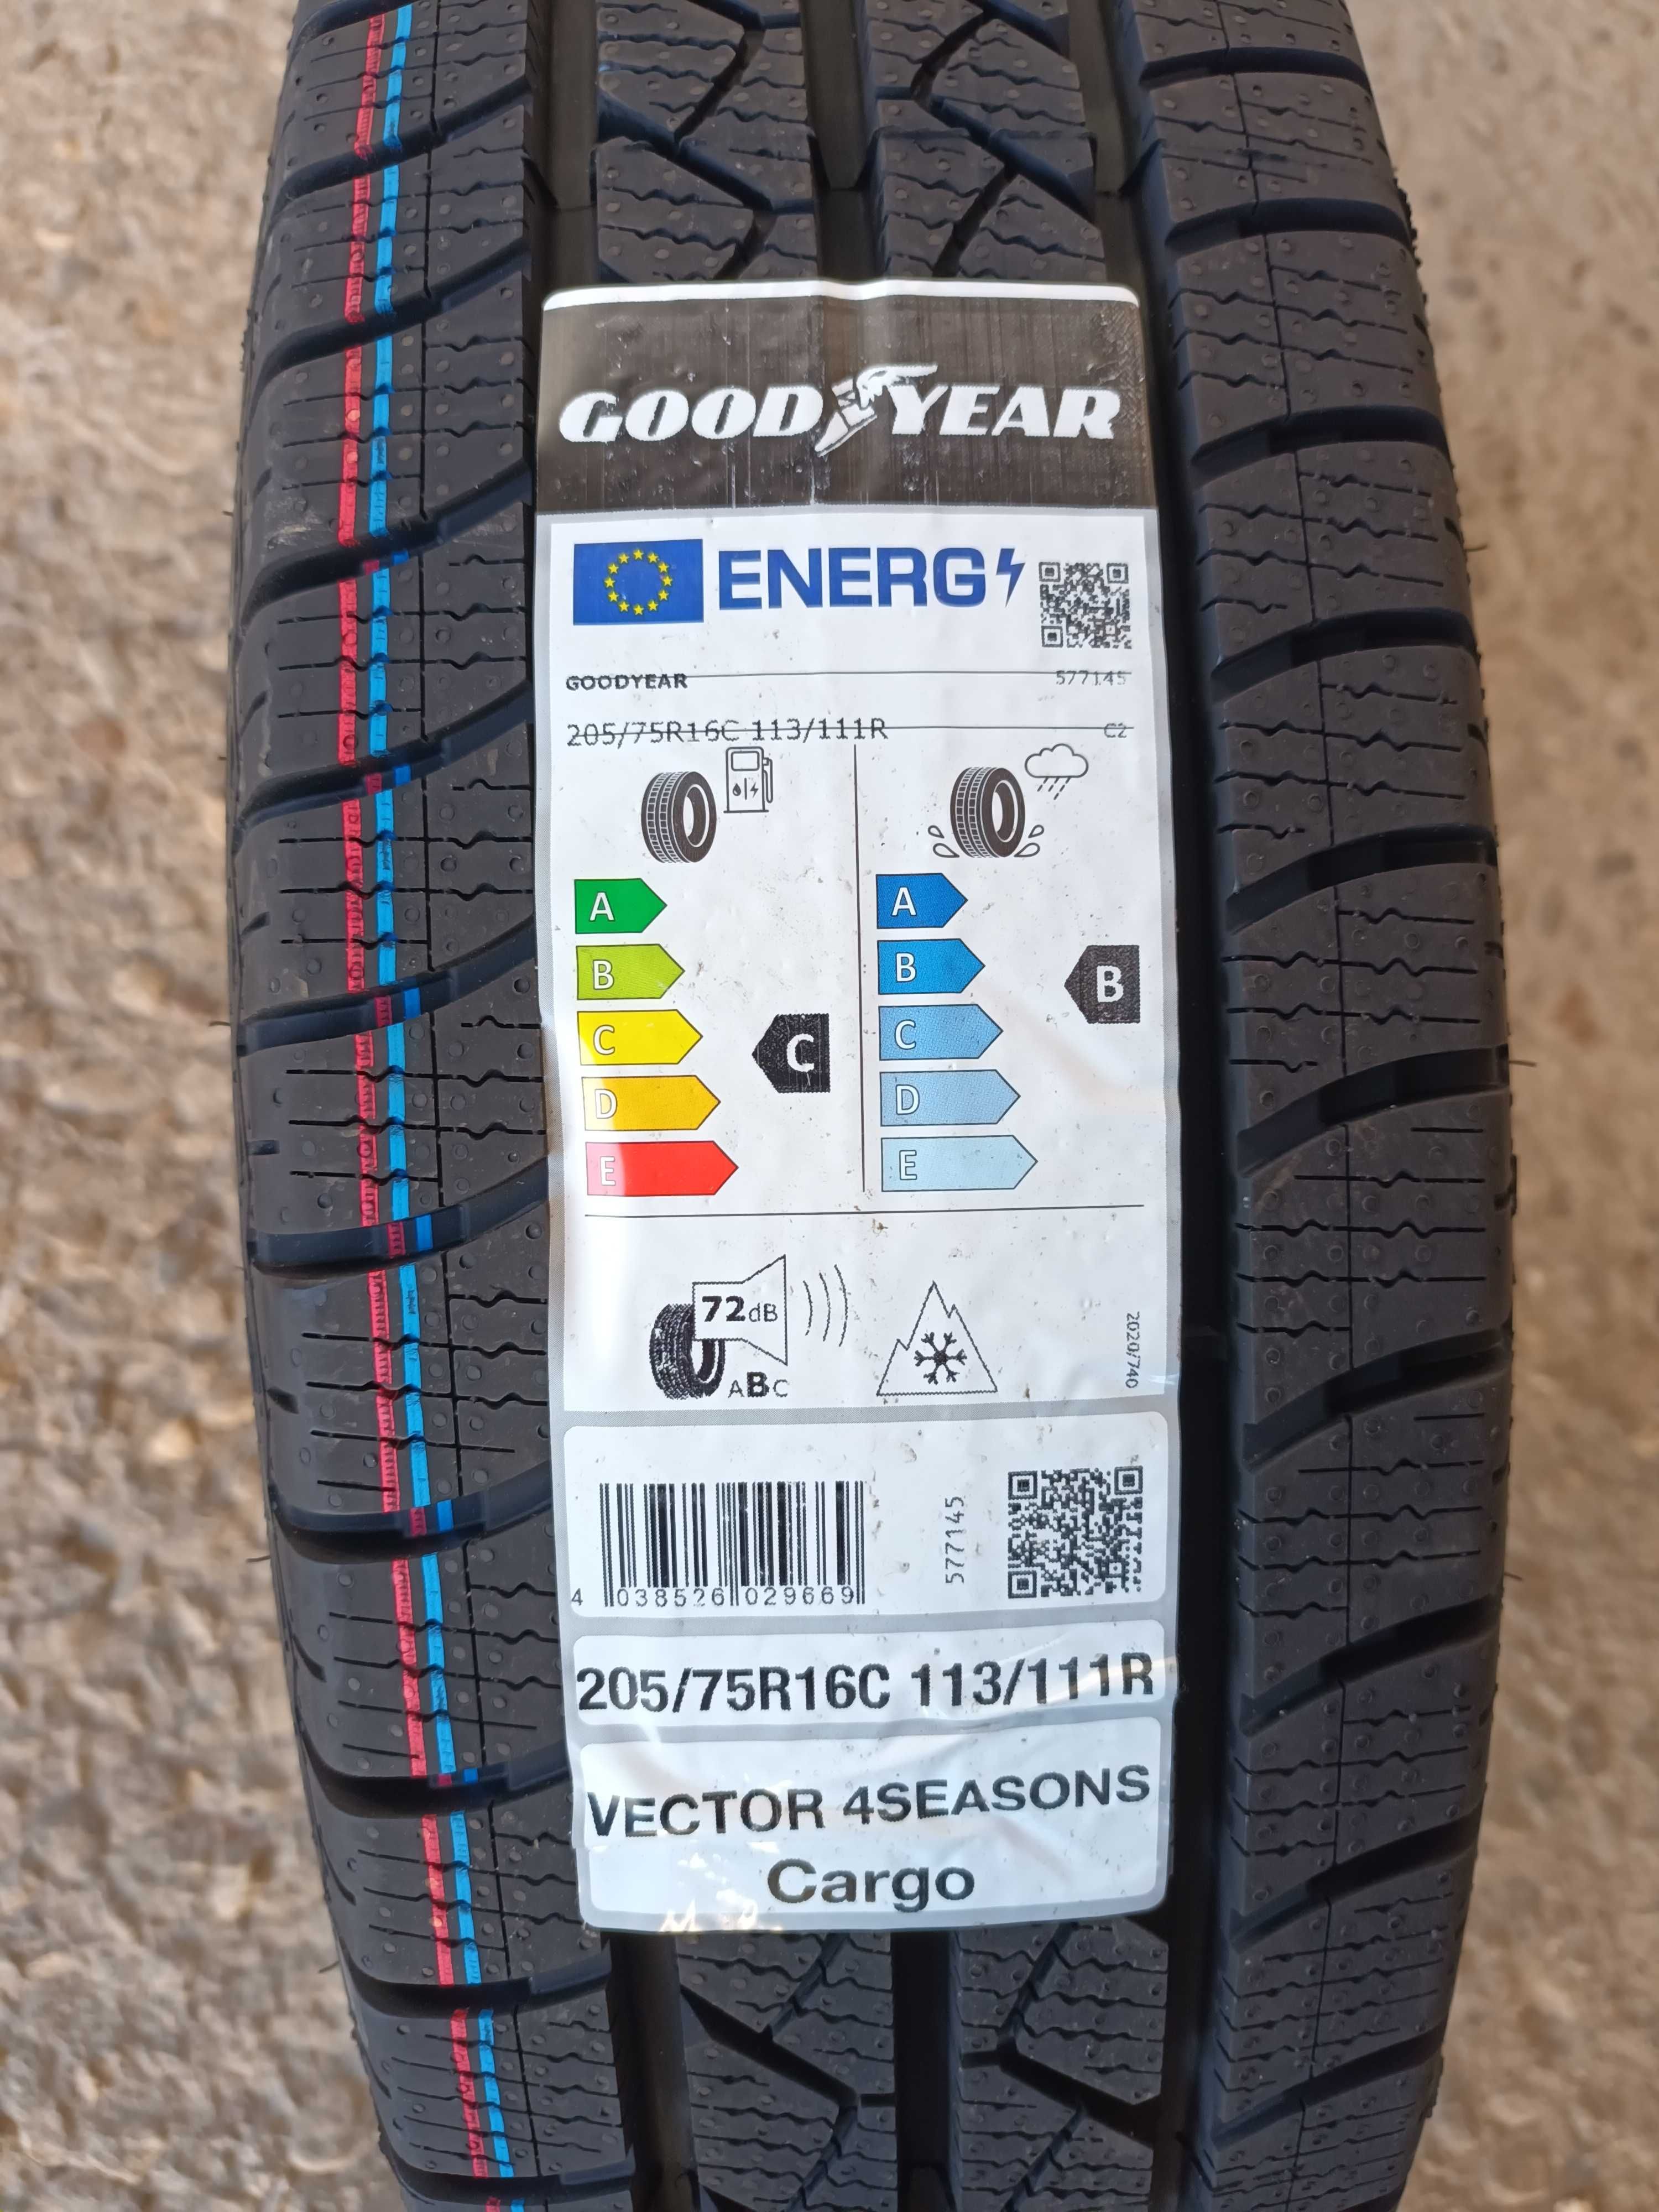 GOODYEAR
ENERG
GOODYEAR 577145
205/75R16C 113/111R C2
A A
B B B
C C C
D D
E E
72dB
ABC
2020/740
4 038526 029669
577145
205/75R16C 113/111R
VECTOR 4SEASONS
Cargo